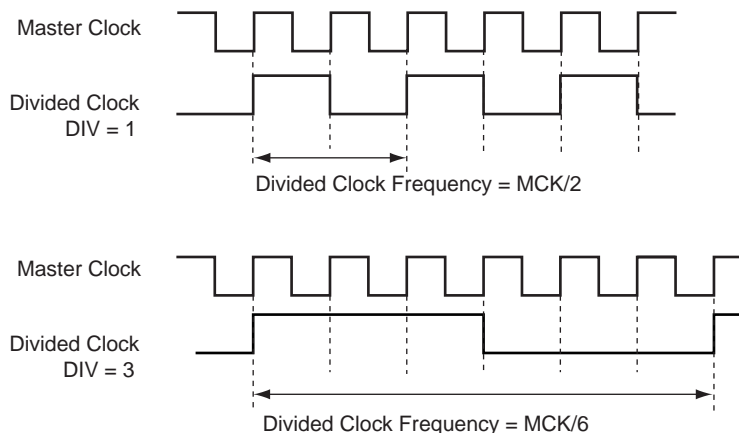 Master Clock
Divided Clock
DIV = 1
Divided Clock Frequency = MCK/2
Master Clock
Divided Clock
DIV = 3
Divided Clock Frequency = MCK/6